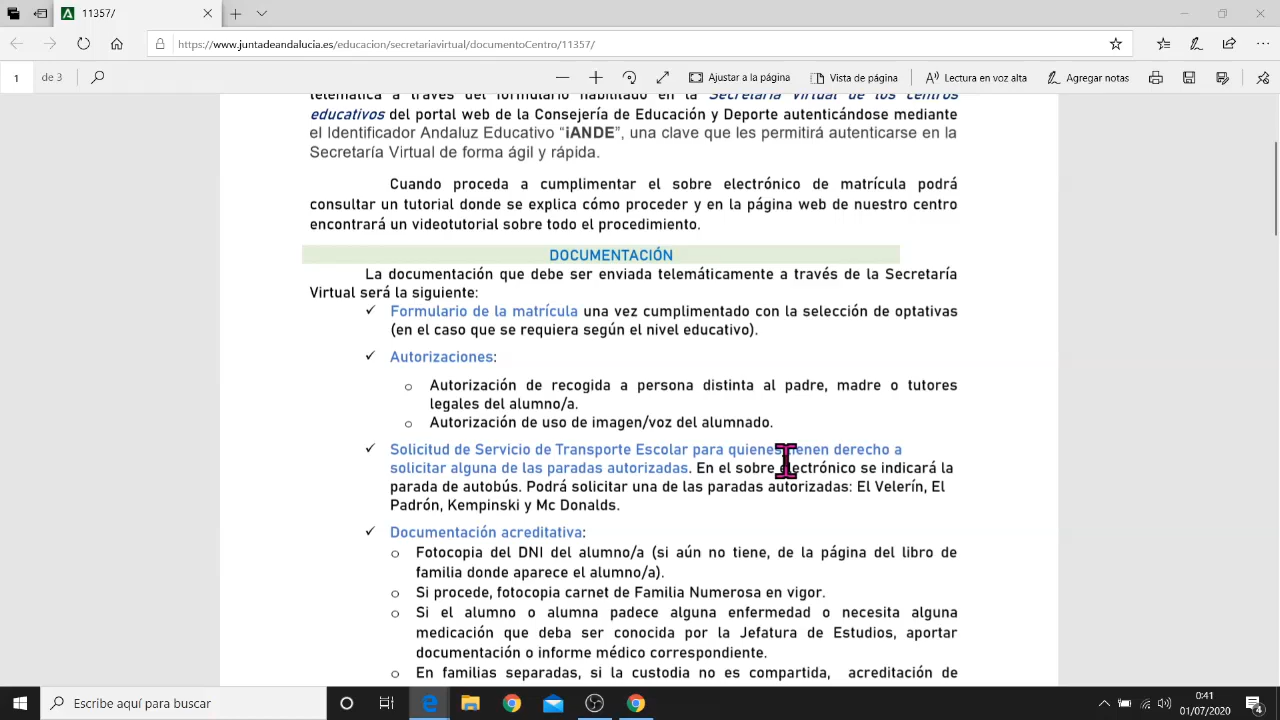 11357/
https://www.juntadeandalucia.es/educacion/secretariavirtual/documentoCentro/11357/
1 de 3
Ajustar a la página
Vista de página
Lectura en voz alta
Agregar notas
telemática a través del formulario habilitado en la Secretaría Virtual de los centros
educativos del portal web de la Consejería de Educación y Deporte autenticándose mediante
el Identificador Andaluz Educativo “iANDE”, una clave que les permitirá autenticarse en la
Secretaría Virtual de forma ágil y rápida.
Cuando proceda a cumplimentar el sobre electrónico de matrícula podrá
consultar un tutorial donde se explica cómo proceder y en la página web de nuestro centro
encontrará un videotutorial sobre todo el procedimiento.
DOCUMENTACIÓN
La documentación que debe ser enviada telemáticamente a través de la Secretaría
Virtual será la siguiente:
✓ Formulario de la matrícula una vez cumplimentado con la selección de optativas
(en el caso que se requiera según el nivel educativo).
✓ Autorizaciones:
o Autorización de recogida a persona distinta al padre, madre o tutores
legales del alumno/a.
o Autorización de uso de imagen/voz del alumnado.
✓ Solicitud de Servicio de Transporte Escolar para quienes tienen derecho a
solicitar alguna de las paradas autorizadas. En el sobre electrónico se indicará la
parada de autobús. Podrá solicitar una de las paradas autorizadas: El Velerín, El
Padrón, Kempinski y Mc Donalds.
✓ Documentación acreditativa:
o Fotocopia del DNI del alumno/a (si aún no tiene, de la página del libro de
familia donde aparece el alumno/a).
o Si procede, fotocopia carnet de Familia Numerosa en vigor.
o Si el alumno o alumna padece alguna enfermedad o necesita alguna
medicación que deba ser conocida por la Jefatura de Estudios, aportar
documentación o informe médico correspondiente.
o En familias separadas, si la custodia no es compartida, acreditación de
Escribe aquí para buscar
0:41
01/07/2020
4